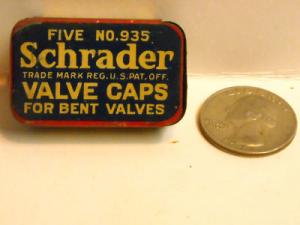 FIVE NO.935
Schrader
TRADE MARK REG.U.S.PAT.OFF.
VALVE CAPS
FOR BENT VALVES